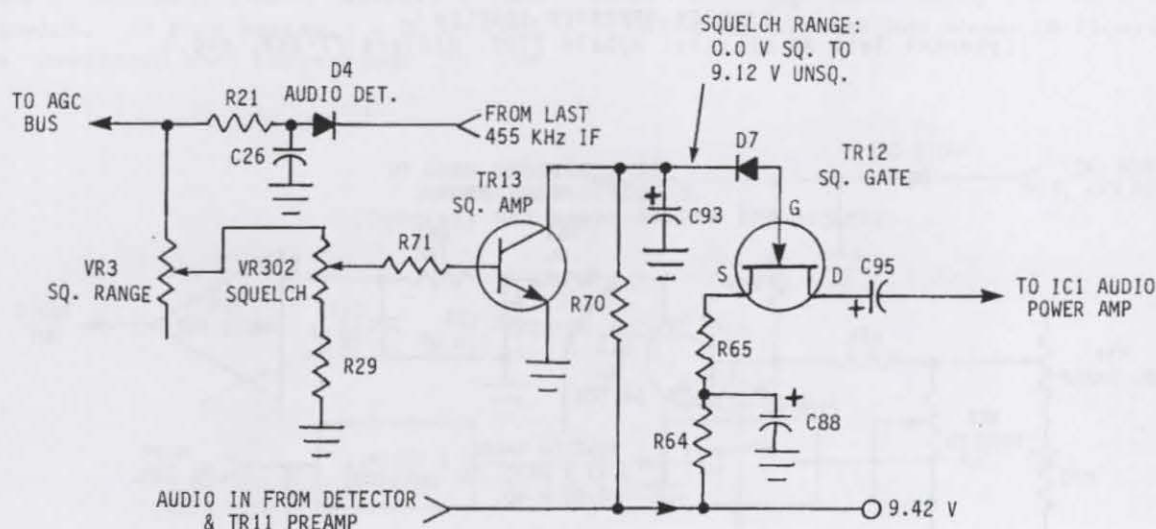 SQUELCH RANGE:
0.0 V SQ. TO
9.12 V UNSQ.
D4
AUDIO DET.
TO AGC
BUS
R21
C26
FROM LAST
455 KHz IF
D7
TR12
SQ. GATE
TR13
SQ. AMP
C93
G
VR3
SQ. RANGE
VR302
SQUELCH
R71
R70
S
D
C95
TO IC1 AUDIO
POWER AMP
R29
R65
R64
C88
AUDIO IN FROM DETECTOR
& TR11 PREAMP
9.42 V